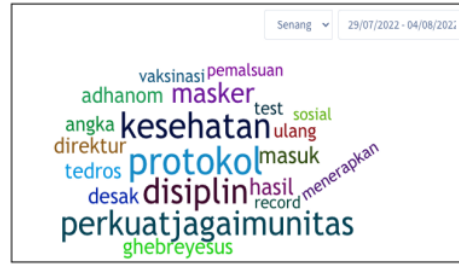 Senang 29/07/2022 - 04/08/2022
vaksinasi pemalsuan
adhanom masker
test sosial
angka kesehatan ulang
direktur protokol masuk
tedros menerapkan
desak disiplin hasil
record
perkuatjagaimunitas
ghebreyesus